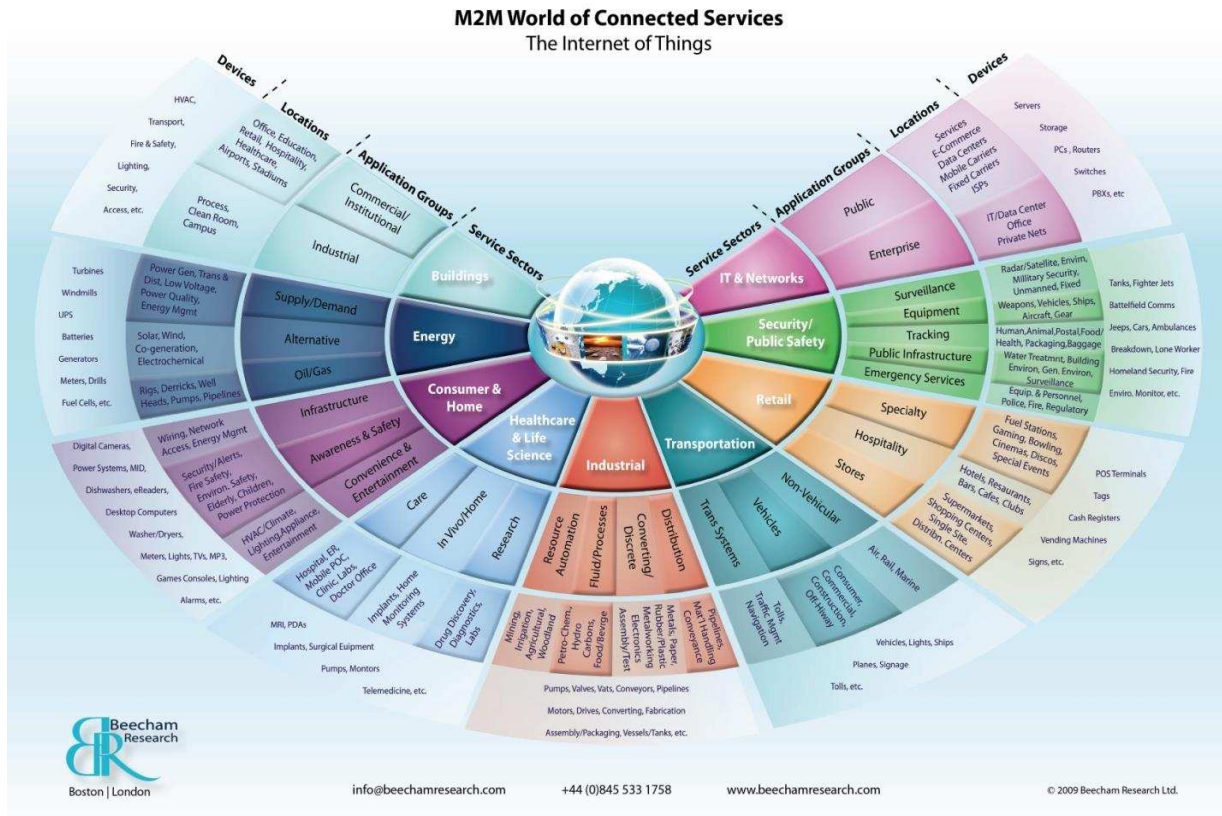 M2M World of Connected Services
The Internet of Things
Devices
Locations
Application Groups
Service Sectors
Service Sectors
Application Groups
Locations
Devices
Buildings
Commercial/
Institutional
Industrial
Office, Education,
Retail, Hospitality,
Healthcare,
Airports, Stadiums
Process,
Clean Room,
Campus
HVAC,
Transport,
Fire & Safety,
Lighting,
Security,
Access, etc.
Energy
Supply/Demand
Alternative
Oil/Gas
Power Gen, Trans &
Dist, Low Voltage,
Power Quality,
Energy Mgmt
Solar, Wind,
Co-generation,
Electrochemical
Rigs, Derricks, Well
Heads, Pumps, Pipelines
Turbines
Windmills
UPS
Batteries
Generators
Meters, Drills
Fuel Cells, etc.
Consumer &
Home
Infrastructure
Awareness & Safety
Convenience &
Entertainment
Wiring, Network
Access, Energy Mgmt
Security/Alerts,
Fire Safety,
Environ. Safety,
Elderly, Children,
Power Protection
HVAC/Climate,
Lighting,Appliance,
Entertainment
Digital Cameras,
Power Systems, MID,
Dishwashers, eReaders,
Desktop Computers
Washer/Dryers,
Meters, Lights, TVs, MP3,
Games Consoles, Lighting
Alarms, etc.
Healthcare
& Life
Science
Care
In Vivo/Home
Research
Hospital, ER,
Mobile POC,
Clinic, Labs,
Doctor Office
Implants, Home
Monitoring
Systems
Drug Discovery,
Diagnostics,
Labs
MRI, PDAs
Implants, Surgical Euipment
Pumps, Montors
Telemedicine, etc.
Industrial
Resource
Automation
Fluid/Processes
Converting/
Discrete
Distribution
Mining,
Irrigation,
Agricultural,
Woodland
Petro-Chem,
Hydro
Carbons,
Food/Bevrge
Metals, Paper,
Rubber/Plastic
Metalworking
Electronics
Assembly/Test
Pipelines,
Mat'l Handling
Conveyance
Pumps, Valves, Vats, Conveyors, Pipelines
Motors, Drives, Converting, Fabrication
Assembly/Packaging, Vessels/Tanks, etc.
Transportation
Non-Vehicular
Vehicles
Trans Systems
Air, Rail, Marine
Consumer,
Commercial,
Construction,
Off-Hiway
Tolls,
Traffic Mgmt
Navigation
Vehicles, Lights, Ships
Planes, Signage
Tolls, etc.
Retail
Specialty
Hospitality
Stores
Fuel Stations,
Gaming, Bowling,
Cinemas, Discos,
Special Events
Hotels, Resaurants,
Bars, Cafes, Clubs
Supermarkets,
Shopping Centers,
Single Site,
Distribn. Centers
POS Terminals
Tags
Cash Registers
Vending Machines
Signs, etc.
Security/
Public Safety
Surveillance
Equipment
Tracking
Public Infrastructure
Emergency Services
Radar/Satellite, Envirn,
Millitary Security,
Unmanned, Fixed
Weapons, Vehicles, Ships,
Aircraft, Gear
Human,Animal,Postal,Food/
Health, Packaging,Baggage
Water Treatmnt, Building
Environ, Gen. Environ,
Surveillance
Equip. & Personnel,
Police, Fire, Regulatory
Tanks, Fighter Jets
Battelfield Comms
Jeeps, Cars, Ambulances
Breakdown, Lone Worker
Homeland Security, Fire
Enviro. Monitor, etc.
IT & Networks
Public
Enterprise
Services
E-Commerce
Data Centers
Mobile Carriers
Fixed Carriers
ISPs
IT/Data Center
Office
Private Nets
Servers
Storage
PCs , Routers
Switches
PBXs, etc
BR
Beecham
Research
Boston | London
info@beechamresearch.com
+44 (0)845 533 1758
www.beechamresearch.com
© 2009 Beecham Research Ltd.